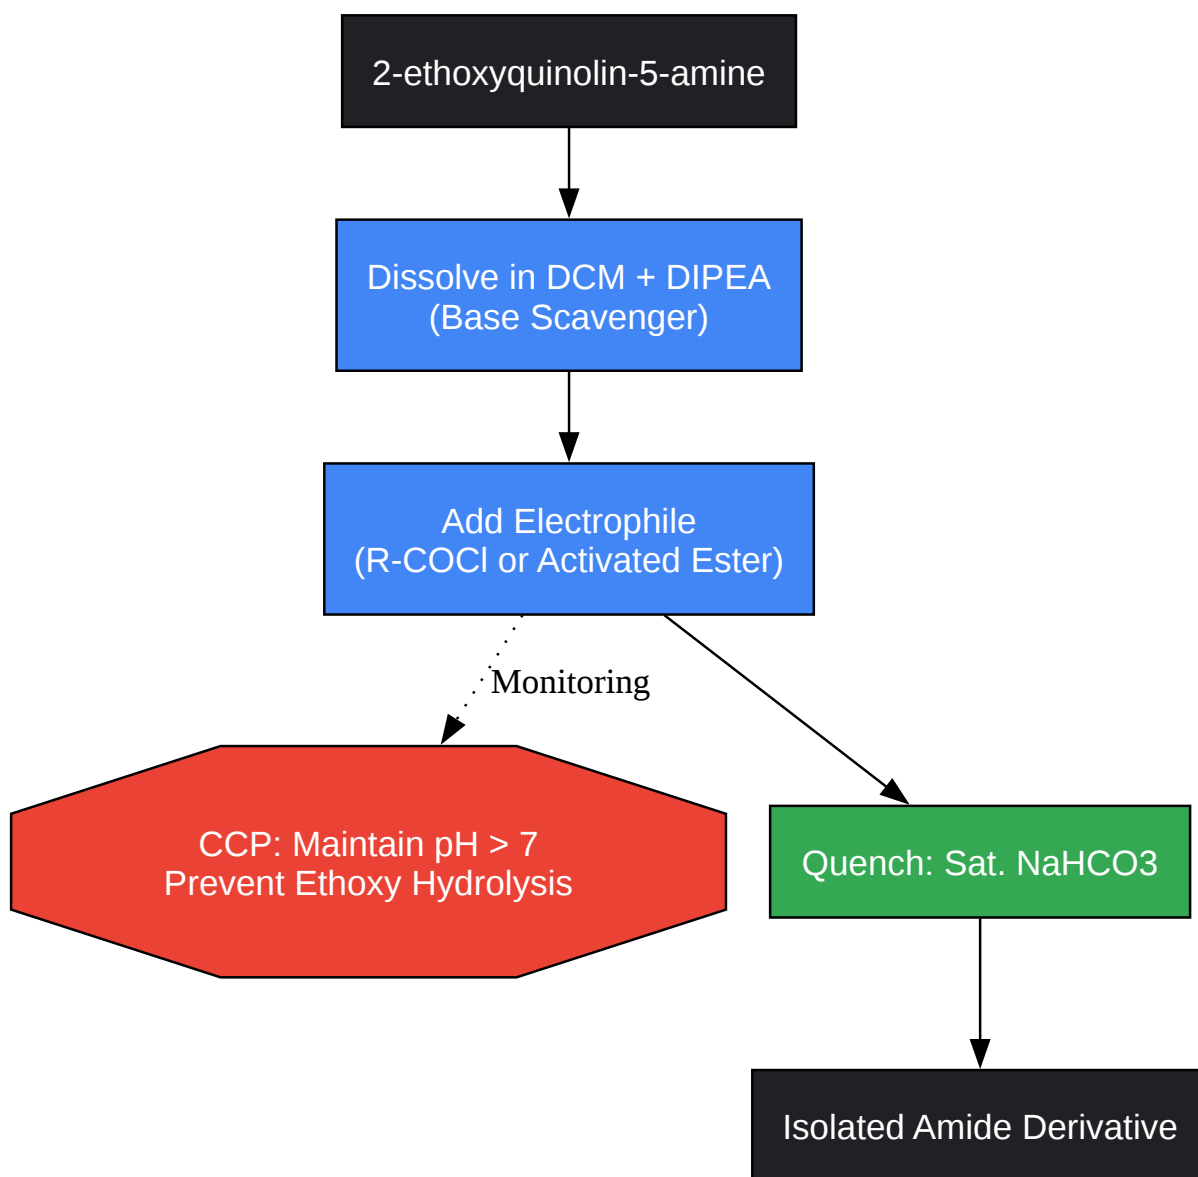 2-ethoxyquinolin-5-amine
Dissolve in DCM + DIPEA
(Base Scavenger)
Add Electrophile
(R-COCl or Activated Ester)
Monitoring
CCP: Maintain pH > 7
Prevent Ethoxy Hydrolysis
Quench: Sat. NaHCO3
Isolated Amide Derivative